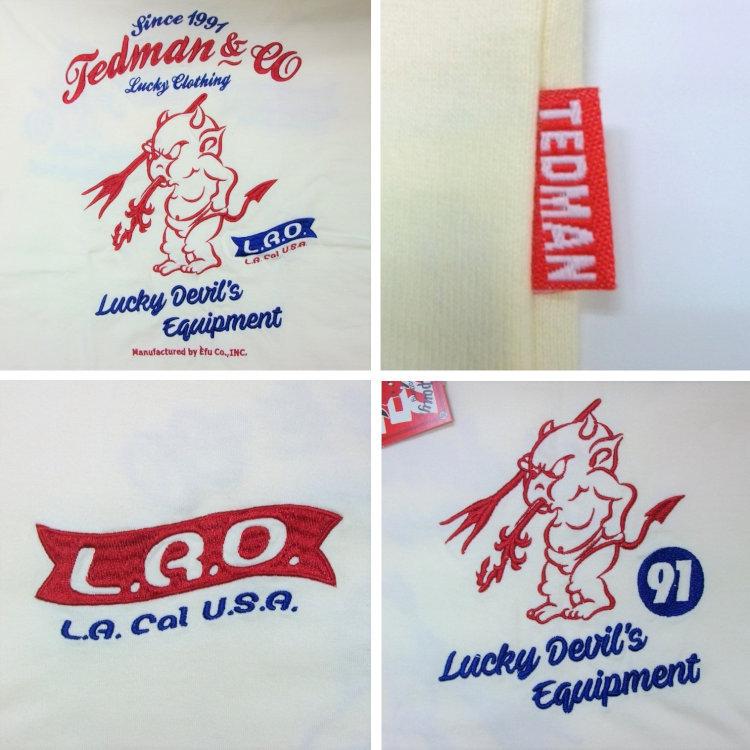 Since 1991
Tedman & CO
Lucky Clothing
L.R.O.
L.A. Cal U.S.A.
Lucky Devil's
Equipment
Manufactured by Efu Co.,INC.
TEDMAN
L.R.O.
L.A. Cal U.S.A.
91
Lucky Devil's
Equipment